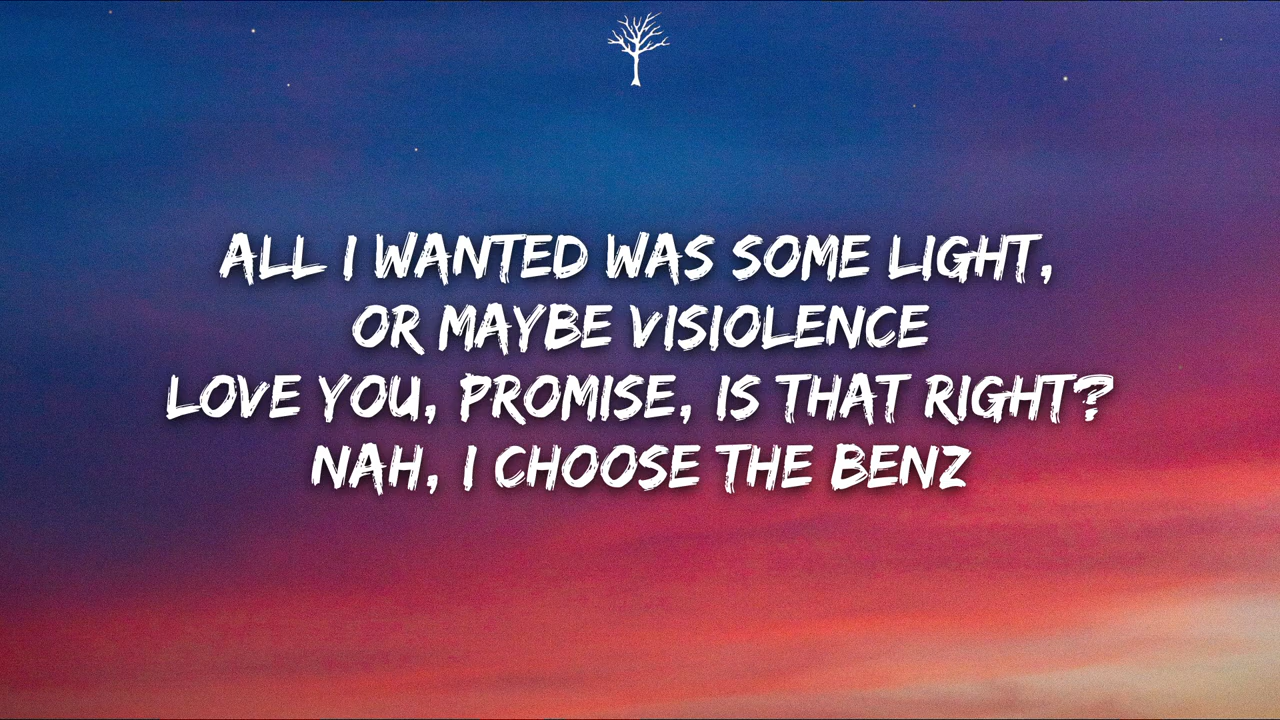 ALL I WANTED WAS SOME LIGHT,
OR MAYBE VISIOLENCE
LOVE YOU, PROMISE, IS THAT RIGHT?
NAH, I CHOOSE THE BENZ